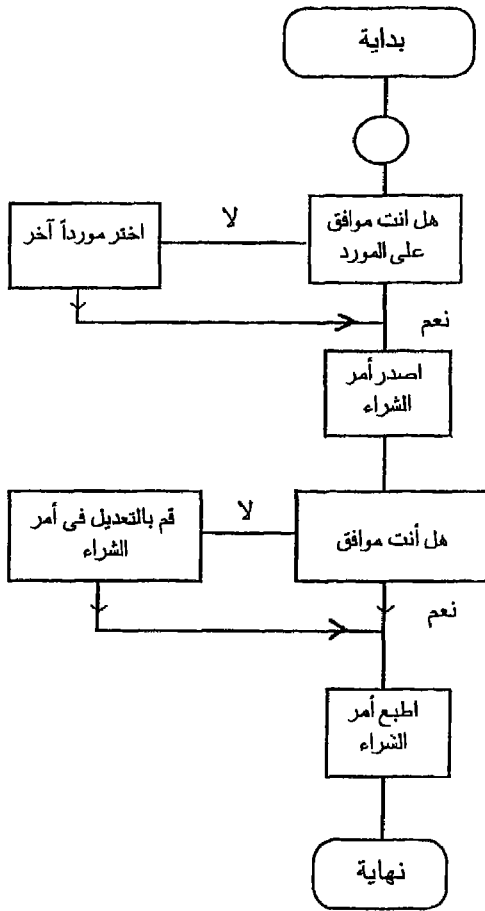 بداية
هل انت موافق
على المورد
لا
اختر مورداً آخر
نعم
اصدر أمر
الشراء
هل أنت موافق
لا
قم بالتعديل فى أمر
الشراء
نعم
اطبع أمر
الشراء
نهاية